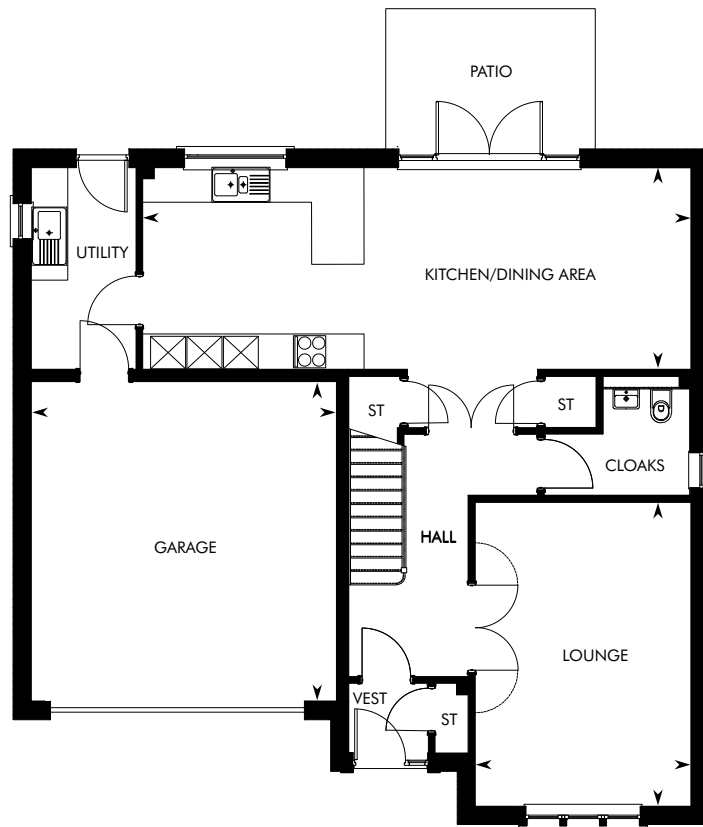 PATIO
UTILITY
KITCHEN/DINING AREA
ST
ST
CLOAKS
HALL
GARAGE
LOUNGE
VEST
ST